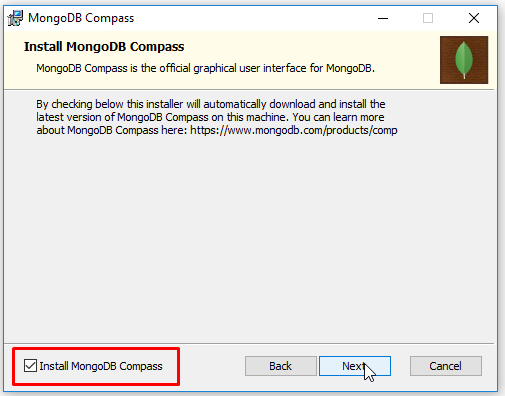 MongoDB Compass
Install MongoDB Compass
MongoDB Compass is the official graphical user interface for MongoDB.
By checking below this installer will automatically download and install the
latest version of MongoDB Compass on this machine. You can learn more
about MongoDB Compass here: https://www.mongodb.com/products/comp
Install MongoDB Compass
Back
Next
Cancel